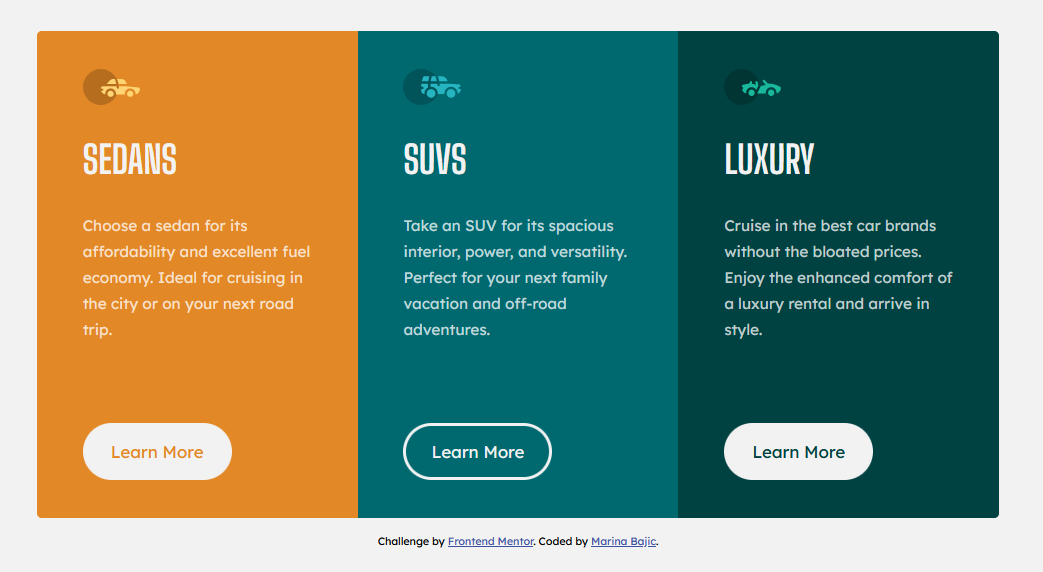 SEDANS
Choose a sedan for its
affordability and excellent fuel
economy. Ideal for cruising in
the city or on your next road
trip.
Learn More
SUVS
Take an SUV for its spacious
interior, power, and versatility.
Perfect for your next family
vacation and off-road
adventures.
Learn More
LUXURY
Cruise in the best car brands
without the bloated prices.
Enjoy the enhanced comfort of
a luxury rental and arrive in
style.
Learn More
Challenge by Frontend Mentor. Coded by Marina Bajic.